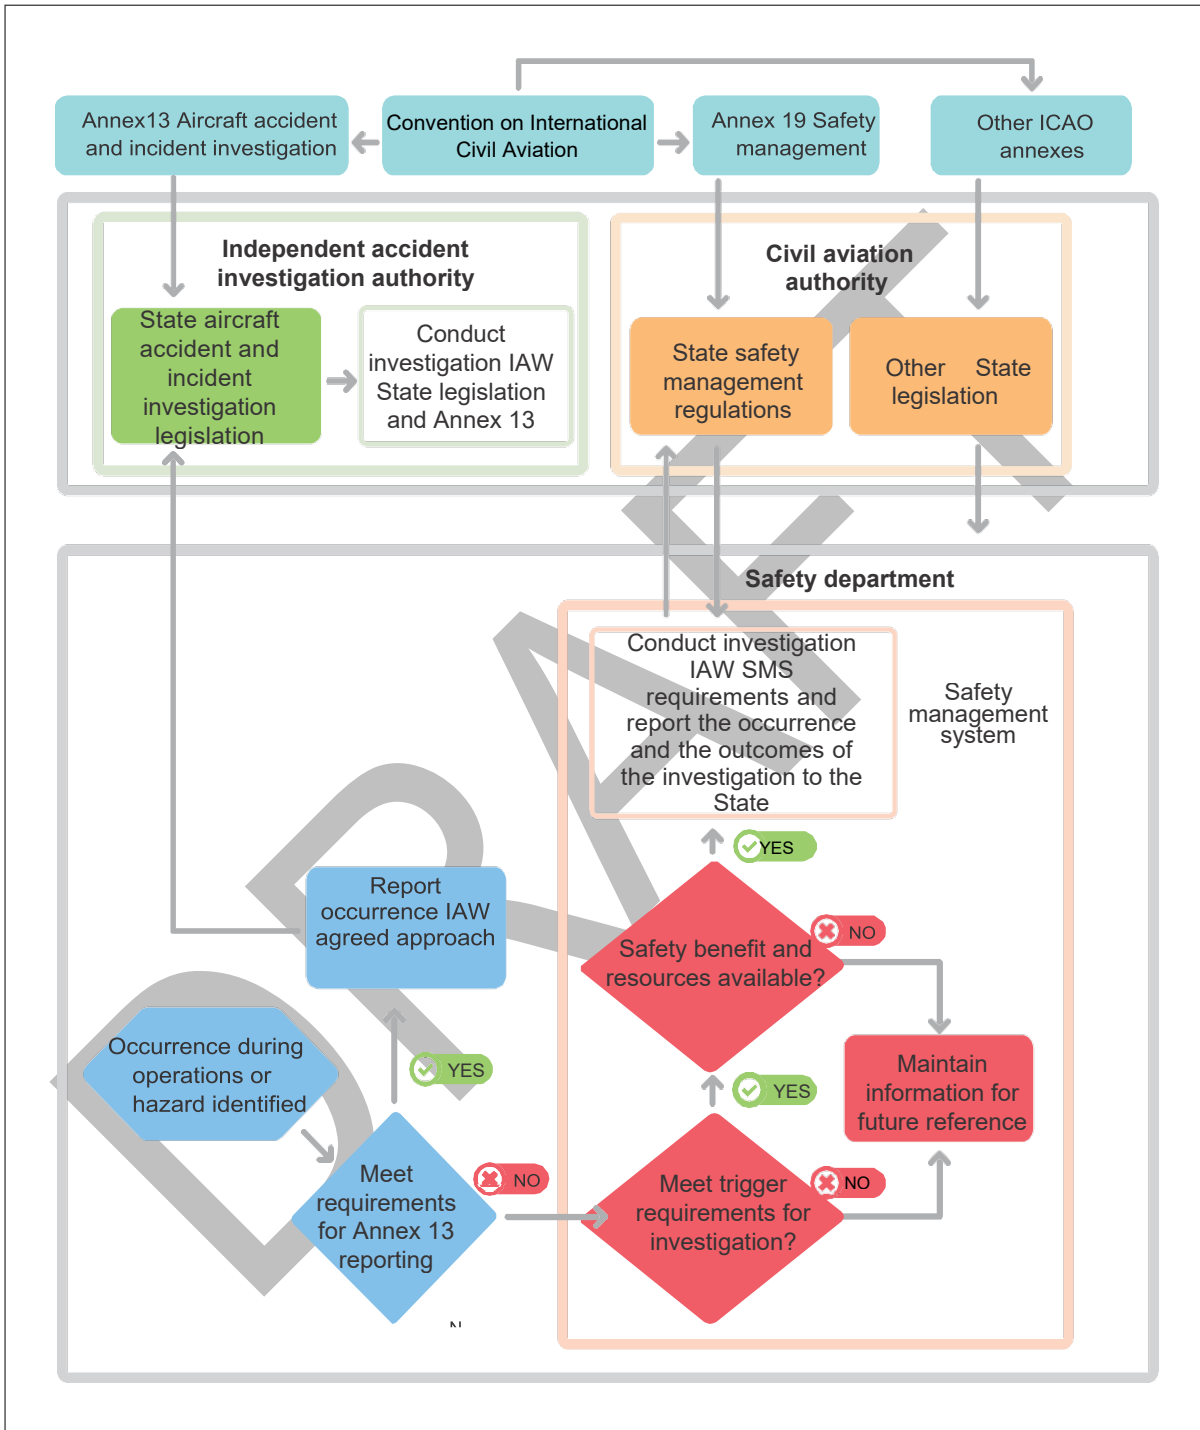 Annex13 Aircraft accident
and incident investigation
Convention on International
Civil Aviation
Annex 19 Safety
management
Other ICAO
annexes
Independent accident
investigation authority
Civil aviation
authority
State aircraft
accident and
incident
investigation
legislation
Conduct
investigation IAW
State legislation
and Annex 13
State safety
management
regulations
Other State
legislation
Safety department
Conduct investigation
IAW SMS
requirements and
report the occurrence
and the outcomes of
the investigation to the
State
Safety
management
system
YES
Report
occurrence IAW
agreed approach
Safety benefit and
resources available?
NO
Occurrence during
operations or
hazard identified
YES
YES
Maintain
information for
future reference
Meet
requirements
for Annex 13
reporting
NO
Meet trigger
requirements for
investigation?
NO
DRAFT